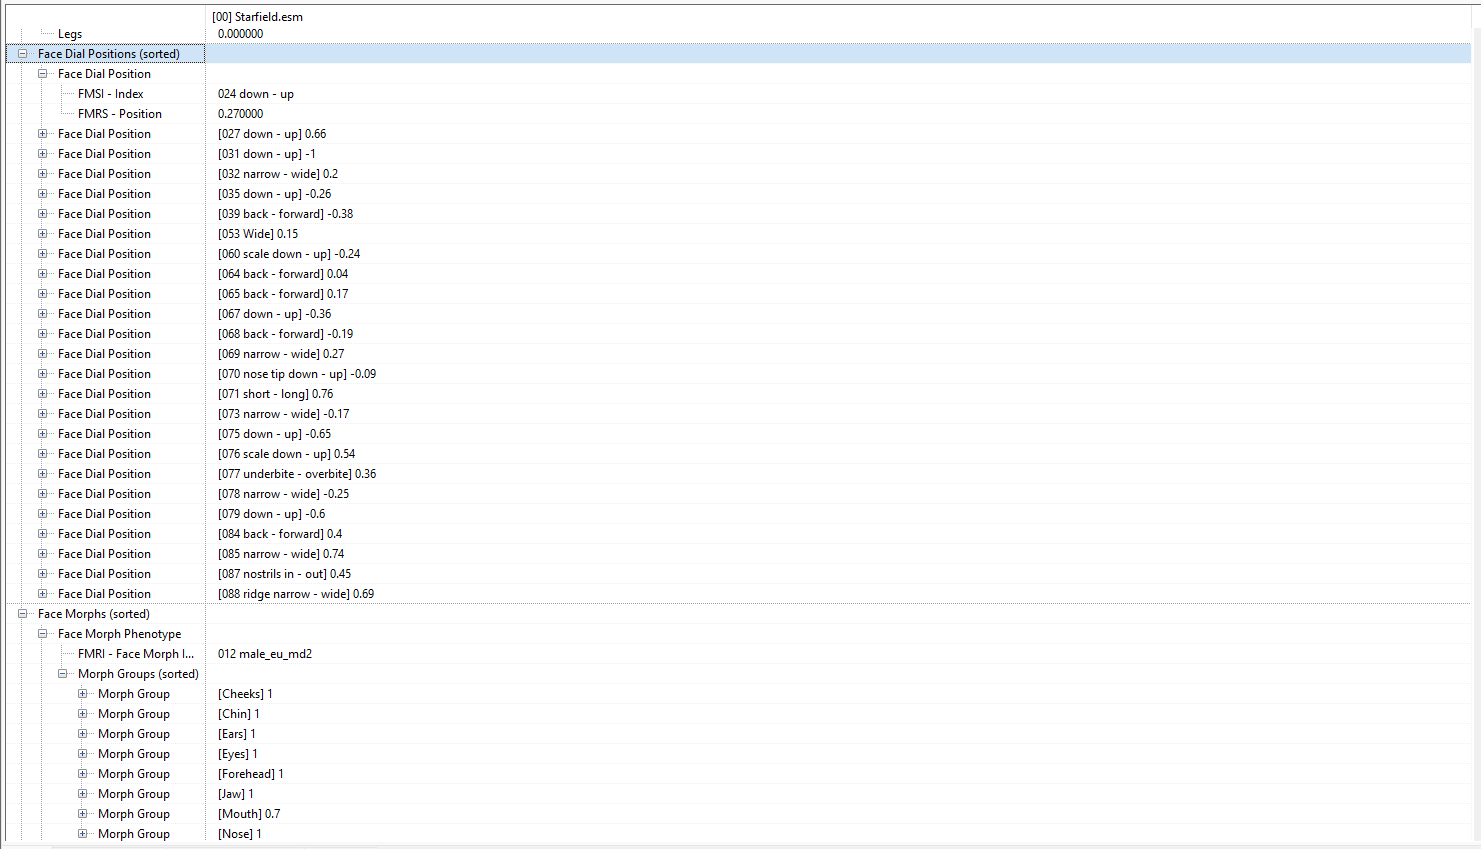 [00] Starfield.esm
Legs 0.000000
Face Dial Positions (sorted)
Face Dial Position
FMSI - Index 024 down - up
FMRS - Position 0.270000
Face Dial Position [027 down - up] 0.66
Face Dial Position [031 down - up] -1
Face Dial Position [032 narrow - wide] 0.2
Face Dial Position [035 down - up] -0.26
Face Dial Position [039 back - forward] -0.38
Face Dial Position [053 Wide] 0.15
Face Dial Position [060 scale down - up] -0.24
Face Dial Position [064 back - forward] 0.04
Face Dial Position [065 back - forward] 0.17
Face Dial Position [067 down - up] -0.36
Face Dial Position [068 back - forward] -0.19
Face Dial Position [069 narrow - wide] 0.27
Face Dial Position [070 nose tip down - up] -0.09
Face Dial Position [071 short - long] 0.76
Face Dial Position [073 narrow - wide] -0.17
Face Dial Position [075 down - up] -0.65
Face Dial Position [076 scale down - up] 0.54
Face Dial Position [077 underbite - overbite] 0.36
Face Dial Position [078 narrow - wide] -0.25
Face Dial Position [079 down - up] -0.6
Face Dial Position [084 back - forward] 0.4
Face Dial Position [085 narrow - wide] 0.74
Face Dial Position [087 nostrils in - out] 0.45
Face Dial Position [088 ridge narrow - wide] 0.69
Face Morphs (sorted)
Face Morph Phenotype
FMRI - Face Morph I... 012 male_eu_md2
Morph Groups (sorted)
Morph Group [Cheeks] 1
Morph Group [Chin] 1
Morph Group [Ears] 1
Morph Group [Eyes] 1
Morph Group [Forehead] 1
Morph Group [Jaw] 1
Morph Group [Mouth] 0.7
Morph Group [Nose] 1